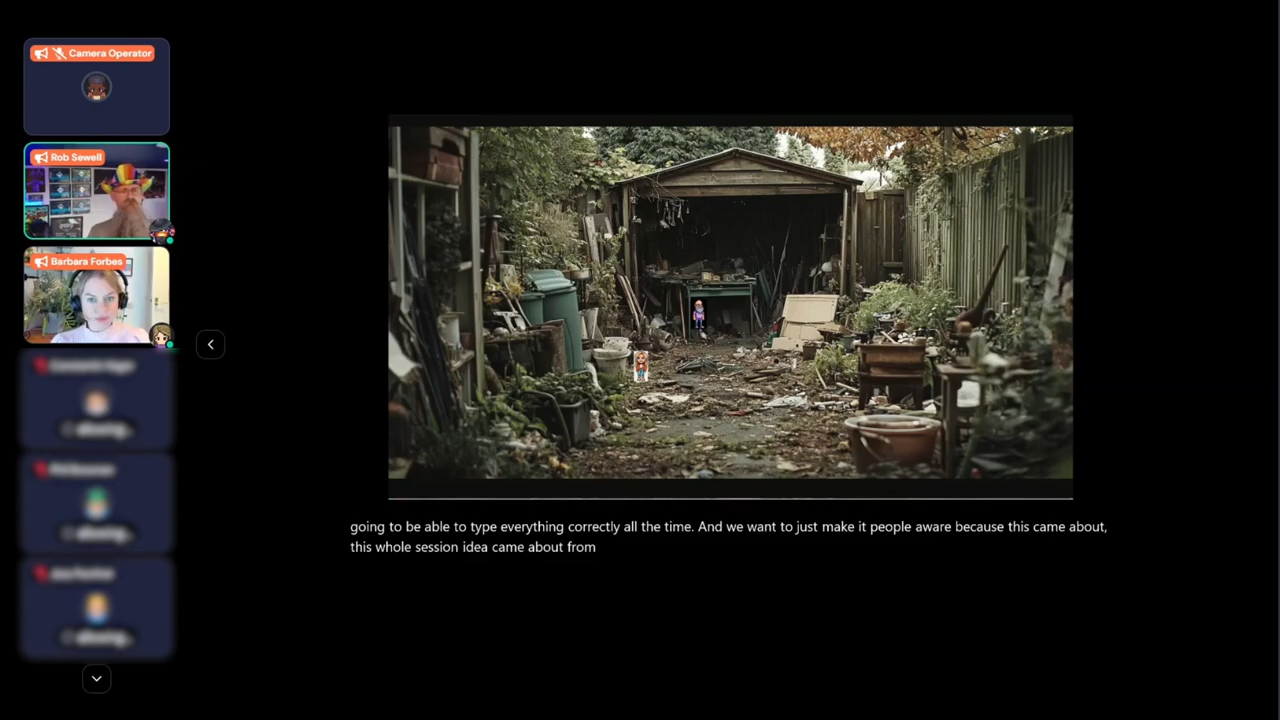 Camera Operator
Rob Sewell
Barbara Forbes
going to be able to type everything correctly all the time. And we want to just make it people aware because this came about,
this whole session idea came about from